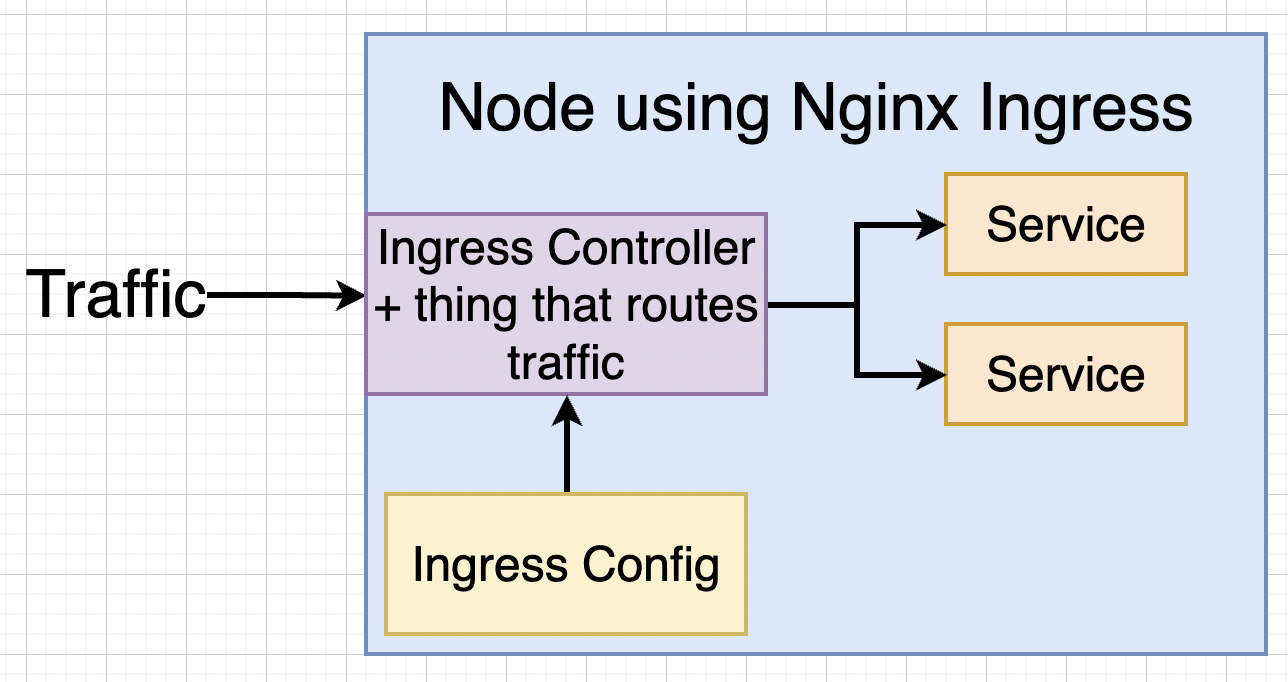 Node using Nginx Ingress
Traffic
Ingress Controller
+ thing that routes
traffic
Service
Service
Ingress Config